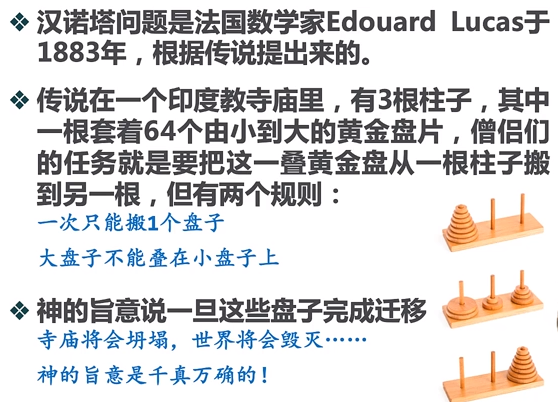 汉诺塔问题是法国数学家Edouard Lucas于
1883年，根据传说提出来的。
传说在一个印度教寺庙里，有3根柱子，其中
一根套着64个由小到大的黄金盘片，僧侣们
的任务就是要把这一叠黄金盘从一根柱子搬
到另一根，但有两个规则：
一次只能搬1个盘子
大盘子不能叠在小盘子上
神的旨意说一旦这些盘子完成迁移
寺庙将会坍塌，世界将会毁灭……
神的旨意是千真万确的！